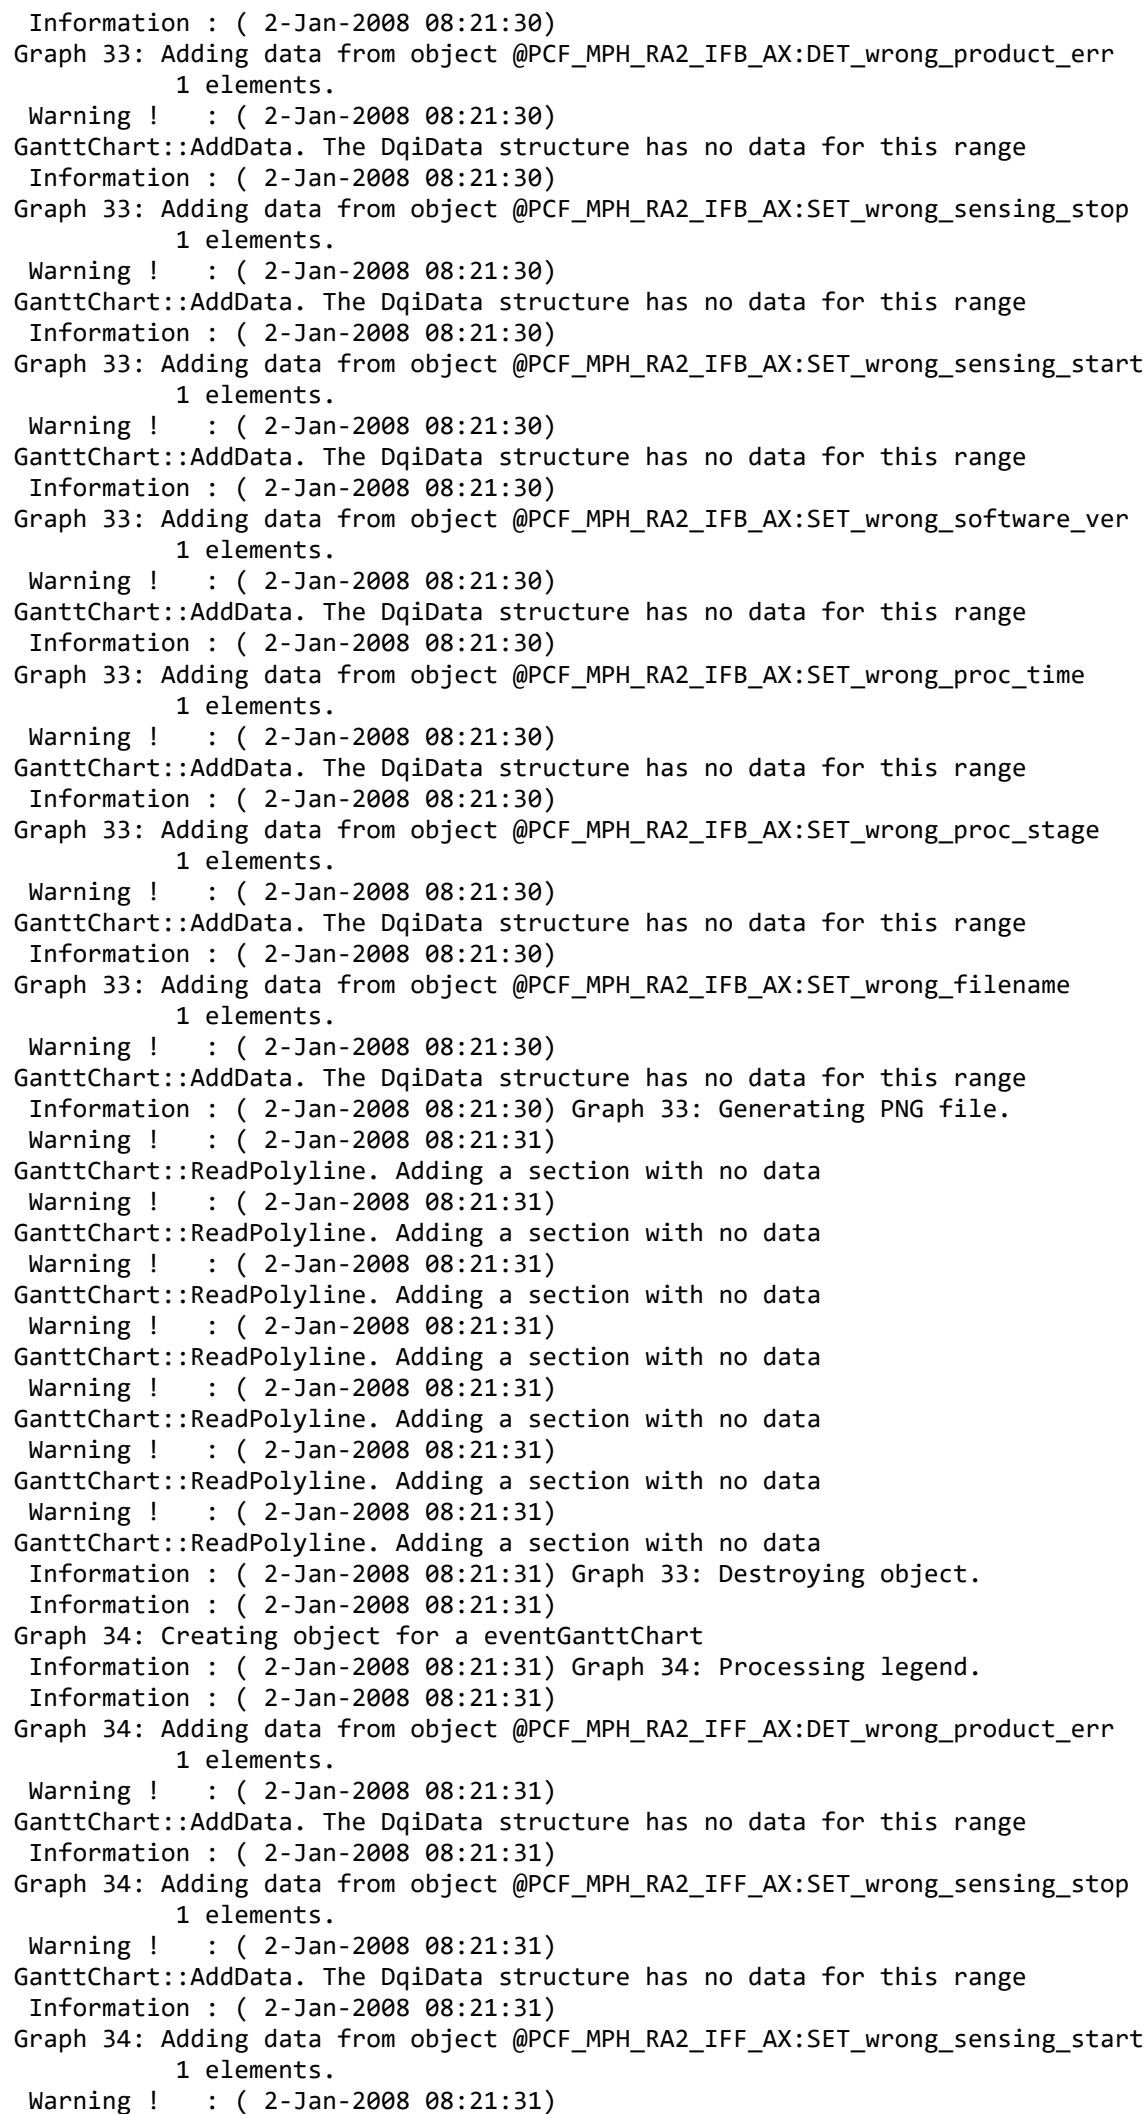 Information : ( 2-Jan-2008 08:21:30)
Graph 33: Adding data from object @PCF_MPH_RA2_IFB_AX:DET_wrong_product_err
1 elements.
Warning !   : ( 2-Jan-2008 08:21:30)
GanttChart::AddData. The DqiData structure has no data for this range
Information : ( 2-Jan-2008 08:21:30)
Graph 33: Adding data from object @PCF_MPH_RA2_IFB_AX:SET_wrong_sensing_stop
1 elements.
Warning !   : ( 2-Jan-2008 08:21:30)
GanttChart::AddData. The DqiData structure has no data for this range
Information : ( 2-Jan-2008 08:21:30)
Graph 33: Adding data from object @PCF_MPH_RA2_IFB_AX:SET_wrong_sensing_start
1 elements.
Warning !   : ( 2-Jan-2008 08:21:30)
GanttChart::AddData. The DqiData structure has no data for this range
Information : ( 2-Jan-2008 08:21:30)
Graph 33: Adding data from object @PCF_MPH_RA2_IFB_AX:SET_wrong_software_ver
1 elements.
Warning !   : ( 2-Jan-2008 08:21:30)
GanttChart::AddData. The DqiData structure has no data for this range
Information : ( 2-Jan-2008 08:21:30)
Graph 33: Adding data from object @PCF_MPH_RA2_IFB_AX:SET_wrong_proc_time
1 elements.
Warning !   : ( 2-Jan-2008 08:21:30)
GanttChart::AddData. The DqiData structure has no data for this range
Information : ( 2-Jan-2008 08:21:30)
Graph 33: Adding data from object @PCF_MPH_RA2_IFB_AX:SET_wrong_proc_stage
1 elements.
Warning !   : ( 2-Jan-2008 08:21:30)
GanttChart::AddData. The DqiData structure has no data for this range
Information : ( 2-Jan-2008 08:21:30)
Graph 33: Adding data from object @PCF_MPH_RA2_IFB_AX:SET_wrong_filename
1 elements.
Warning !   : ( 2-Jan-2008 08:21:30)
GanttChart::AddData. The DqiData structure has no data for this range
Information : ( 2-Jan-2008 08:21:30) Graph 33: Generating PNG file.
Warning !   : ( 2-Jan-2008 08:21:31)
GanttChart::ReadPolyline. Adding a section with no data
Warning !   : ( 2-Jan-2008 08:21:31)
GanttChart::ReadPolyline. Adding a section with no data
Warning !   : ( 2-Jan-2008 08:21:31)
GanttChart::ReadPolyline. Adding a section with no data
Warning !   : ( 2-Jan-2008 08:21:31)
GanttChart::ReadPolyline. Adding a section with no data
Warning !   : ( 2-Jan-2008 08:21:31)
GanttChart::ReadPolyline. Adding a section with no data
Warning !   : ( 2-Jan-2008 08:21:31)
GanttChart::ReadPolyline. Adding a section with no data
Warning !   : ( 2-Jan-2008 08:21:31)
GanttChart::ReadPolyline. Adding a section with no data
Information : ( 2-Jan-2008 08:21:31) Graph 33: Destroying object.
Information : ( 2-Jan-2008 08:21:31)
Graph 34: Creating object for a eventGanttChart
Information : ( 2-Jan-2008 08:21:31) Graph 34: Processing legend.
Information : ( 2-Jan-2008 08:21:31)
Graph 34: Adding data from object @PCF_MPH_RA2_IFF_AX:DET_wrong_product_err
1 elements.
Warning !   : ( 2-Jan-2008 08:21:31)
GanttChart::AddData. The DqiData structure has no data for this range
Information : ( 2-Jan-2008 08:21:31)
Graph 34: Adding data from object @PCF_MPH_RA2_IFF_AX:SET_wrong_sensing_stop
1 elements.
Warning !   : ( 2-Jan-2008 08:21:31)
GanttChart::AddData. The DqiData structure has no data for this range
Information : ( 2-Jan-2008 08:21:31)
Graph 34: Adding data from object @PCF_MPH_RA2_IFF_AX:SET_wrong_sensing_start
1 elements.
Warning !   : ( 2-Jan-2008 08:21:31)